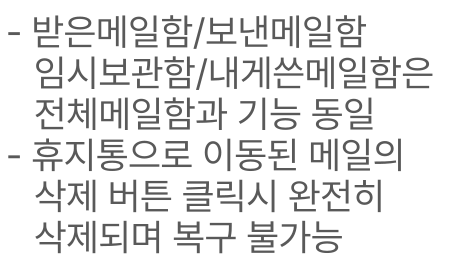 - 받은메일함/보낸메일함
임시보관함/내게쓴메일함은
전체메일함과 기능 동일
- 휴지통으로 이동된 메일의
삭제 버튼 클릭시 완전히
삭제되며 복구 불가능